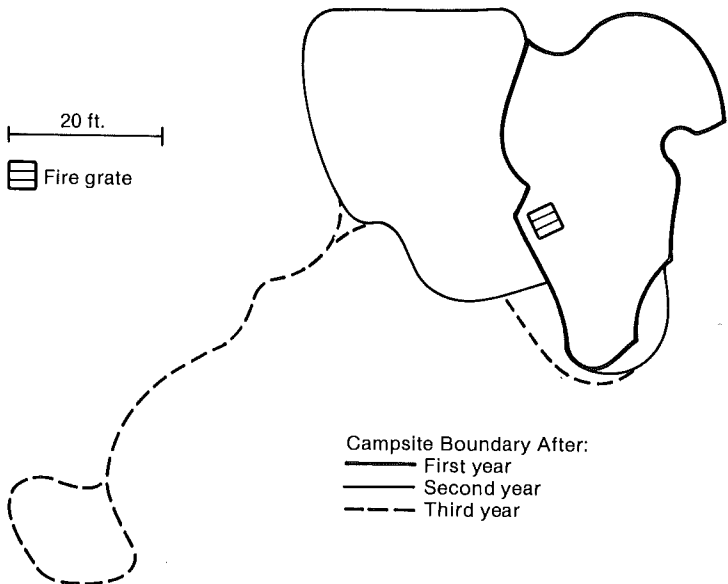 20 ft.
Fire grate
Campsite Boundary After:
First year
Second year
Third year